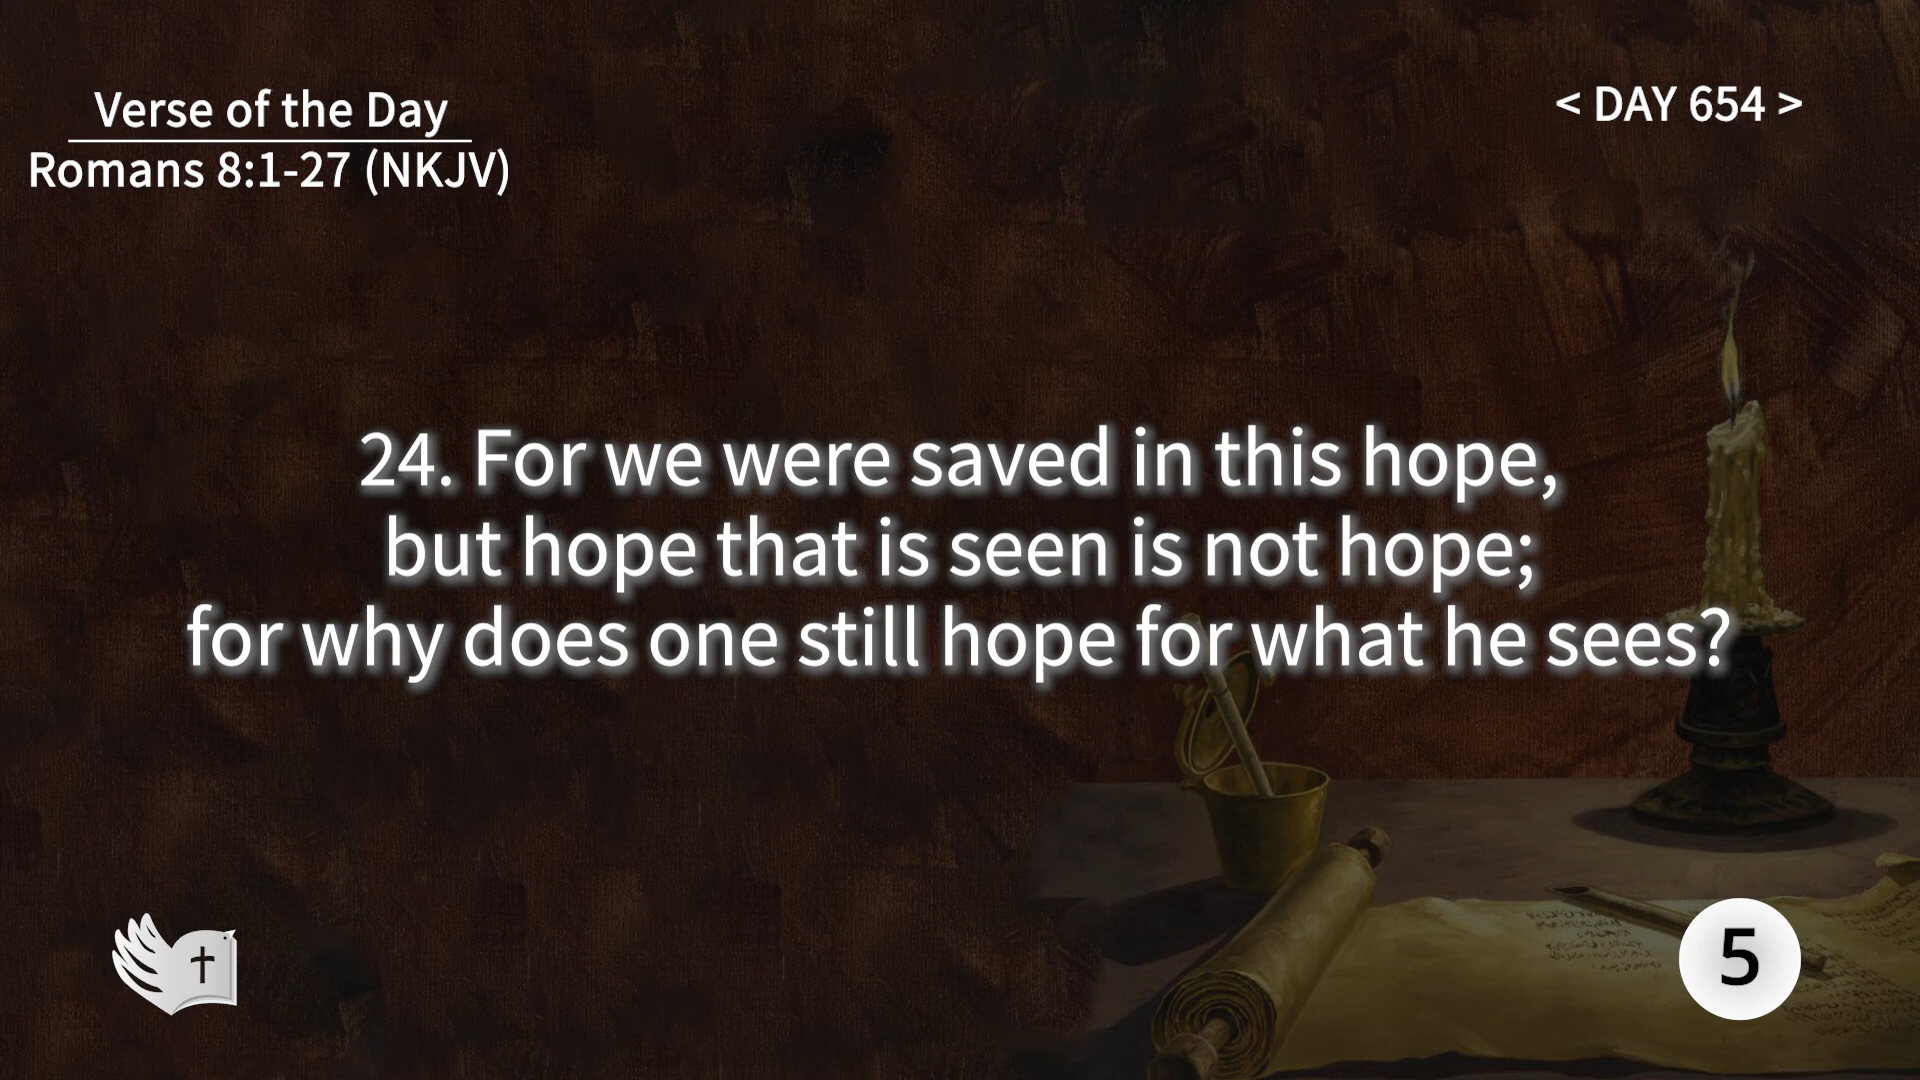 Verse of the Day
Romans 8:1-27 (NKJV)
< DAY 654 >
24. For we were saved in this hope,
but hope that is seen is not hope;
for why does one still hope for what he sees?
5